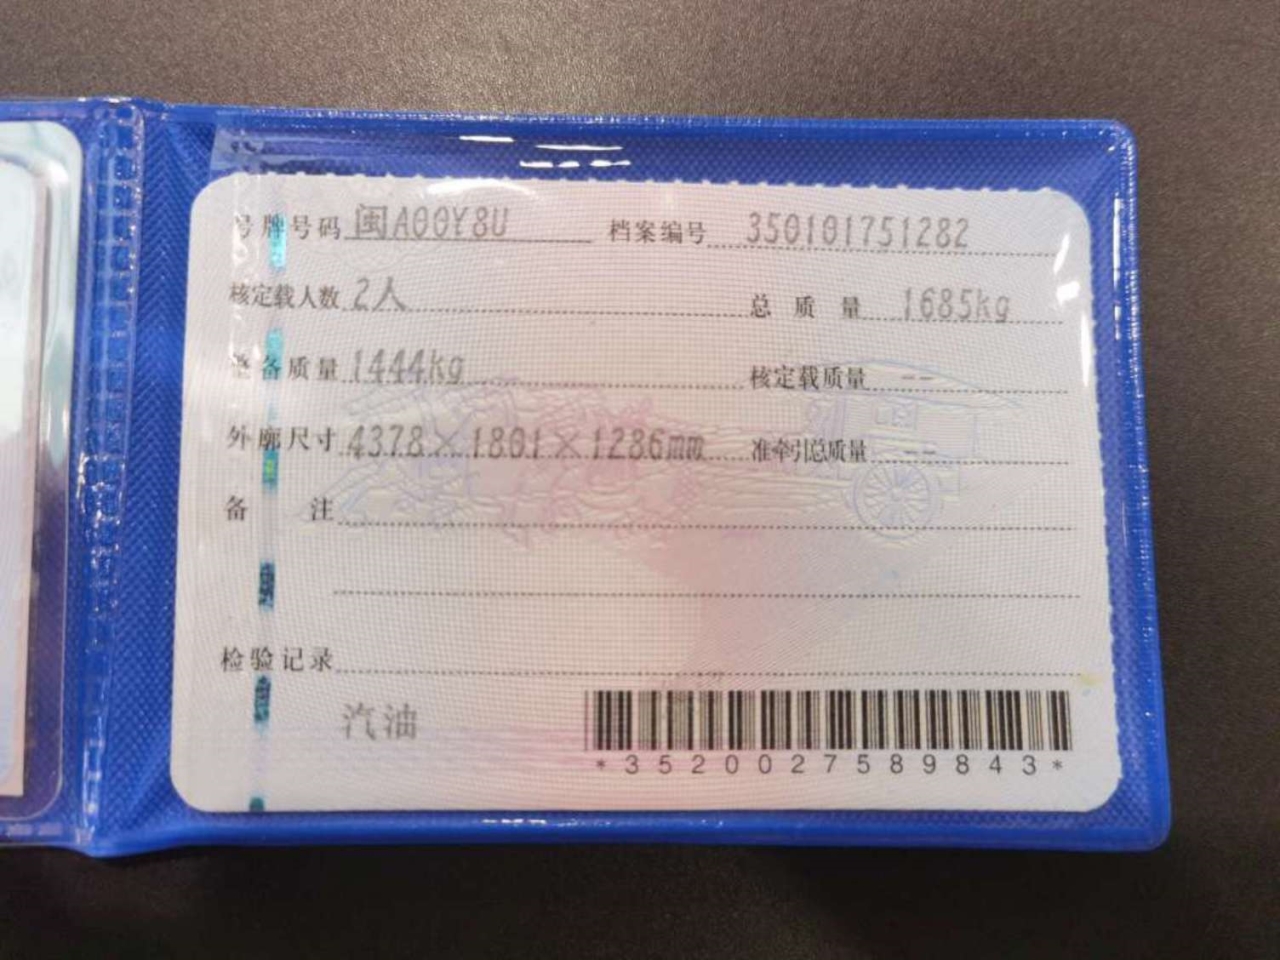 号牌号码 闽A00Y8U 档案编号 350101751282
核定载人数 2人 总质量 1685kg
整备质量 1444kg 核定载质量 --
外廓尺寸 4378×1801×1286mm 准牵引总质量 --
备注
检验记录
汽油
*3520027589843*